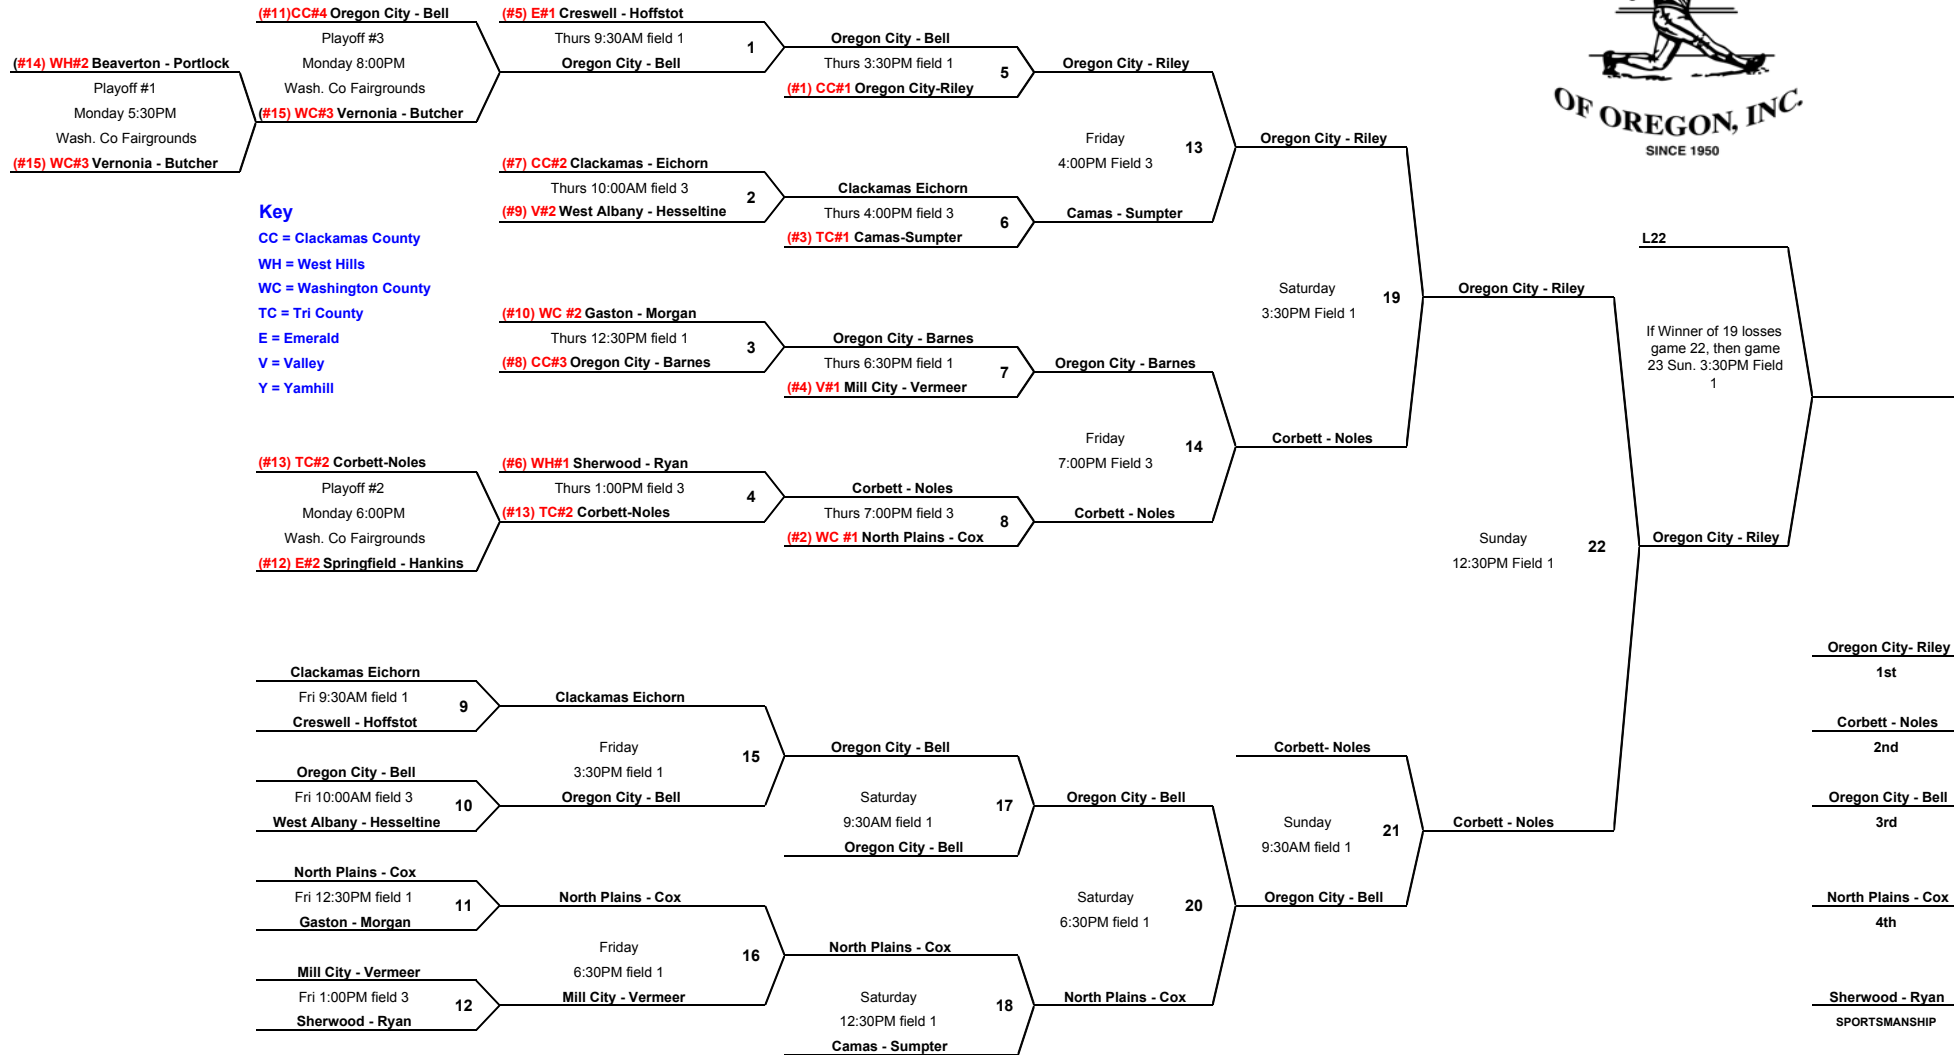 OF OREGON, INC.
SINCE 1950
(#11)CC#4 Oregon City - Bell
Playoff #3
Monday 8:00PM
Wash. Co Fairgrounds
(#15) WC#3 Vernonia - Butcher
(#14) WH#2 Beaverton - Portlock
Playoff #1
Monday 5:30PM
Wash. Co Fairgrounds
(#15) WC#3 Vernonia - Butcher
Key
CC = Clackamas County
WH = West Hills
WC = Washington County
TC = Tri County
E = Emerald
V = Valley
Y = Yamhill
(#13) TC#2 Corbett-Noles
Playoff #2
Monday 6:00PM
Wash. Co Fairgrounds
(#12) E#2 Springfield - Hankins
(#5) E#1 Creswell - Hoffstot
Thurs 9:30AM field 1
1
Oregon City - Bell
(#7) CC#2 Clackamas - Eichorn
Thurs 10:00AM field 3
2
(#9) V#2 West Albany - Hesseltine
(#10) WC #2 Gaston - Morgan
Thurs 12:30PM field 1
3
(#8) CC#3 Oregon City - Barnes
(#6) WH#1 Sherwood - Ryan
Thurs 1:00PM field 3
4
(#13) TC#2 Corbett-Noles
Oregon City - Bell
Thurs 3:30PM field 1
5
(#1) CC#1 Oregon City-Riley
Clackamas Eichorn
Thurs 4:00PM field 3
6
(#3) TC#1 Camas-Sumpter
Oregon City - Barnes
Thurs 6:30PM field 1
7
(#4) V#1 Mill City - Vermeer
Corbett - Noles
Thurs 7:00PM field 3
8
(#2) WC #1 North Plains - Cox
Oregon City - Riley
Friday
4:00PM Field 3
13
Camas - Sumpter
Oregon City - Barnes
Friday
7:00PM Field 3
14
Corbett - Noles
Oregon City - Riley
Saturday
3:30PM Field 1
19
Corbett - Noles
Oregon City - Riley
Sunday
12:30PM Field 1
22
L22
If Winner of 19 losses
game 22, then game
23 Sun. 3:30PM Field
1
Oregon City - Riley
Clackamas Eichorn
Fri 9:30AM field 1
9
Creswell - Hoffstot
Oregon City - Bell
Fri 10:00AM field 3
10
West Albany - Hesseltine
North Plains - Cox
Fri 12:30PM field 1
11
Gaston - Morgan
Mill City - Vermeer
Fri 1:00PM field 3
12
Sherwood - Ryan
Clackamas Eichorn
Friday
3:30PM field 1
15
Oregon City - Bell
North Plains - Cox
Friday
6:30PM field 1
16
Mill City - Vermeer
Oregon City - Bell
Saturday
9:30AM field 1
17
Oregon City - Bell
North Plains - Cox
Saturday
12:30PM field 1
18
Camas - Sumpter
Oregon City - Bell
Saturday
6:30PM field 1
20
North Plains - Cox
Corbett- Noles
Sunday
9:30AM field 1
21
Oregon City - Bell
Corbett - Noles
Oregon City- Riley
1st
Corbett - Noles
2nd
Oregon City - Bell
3rd
North Plains - Cox
4th
Sherwood - Ryan
SPORTSMANSHIP